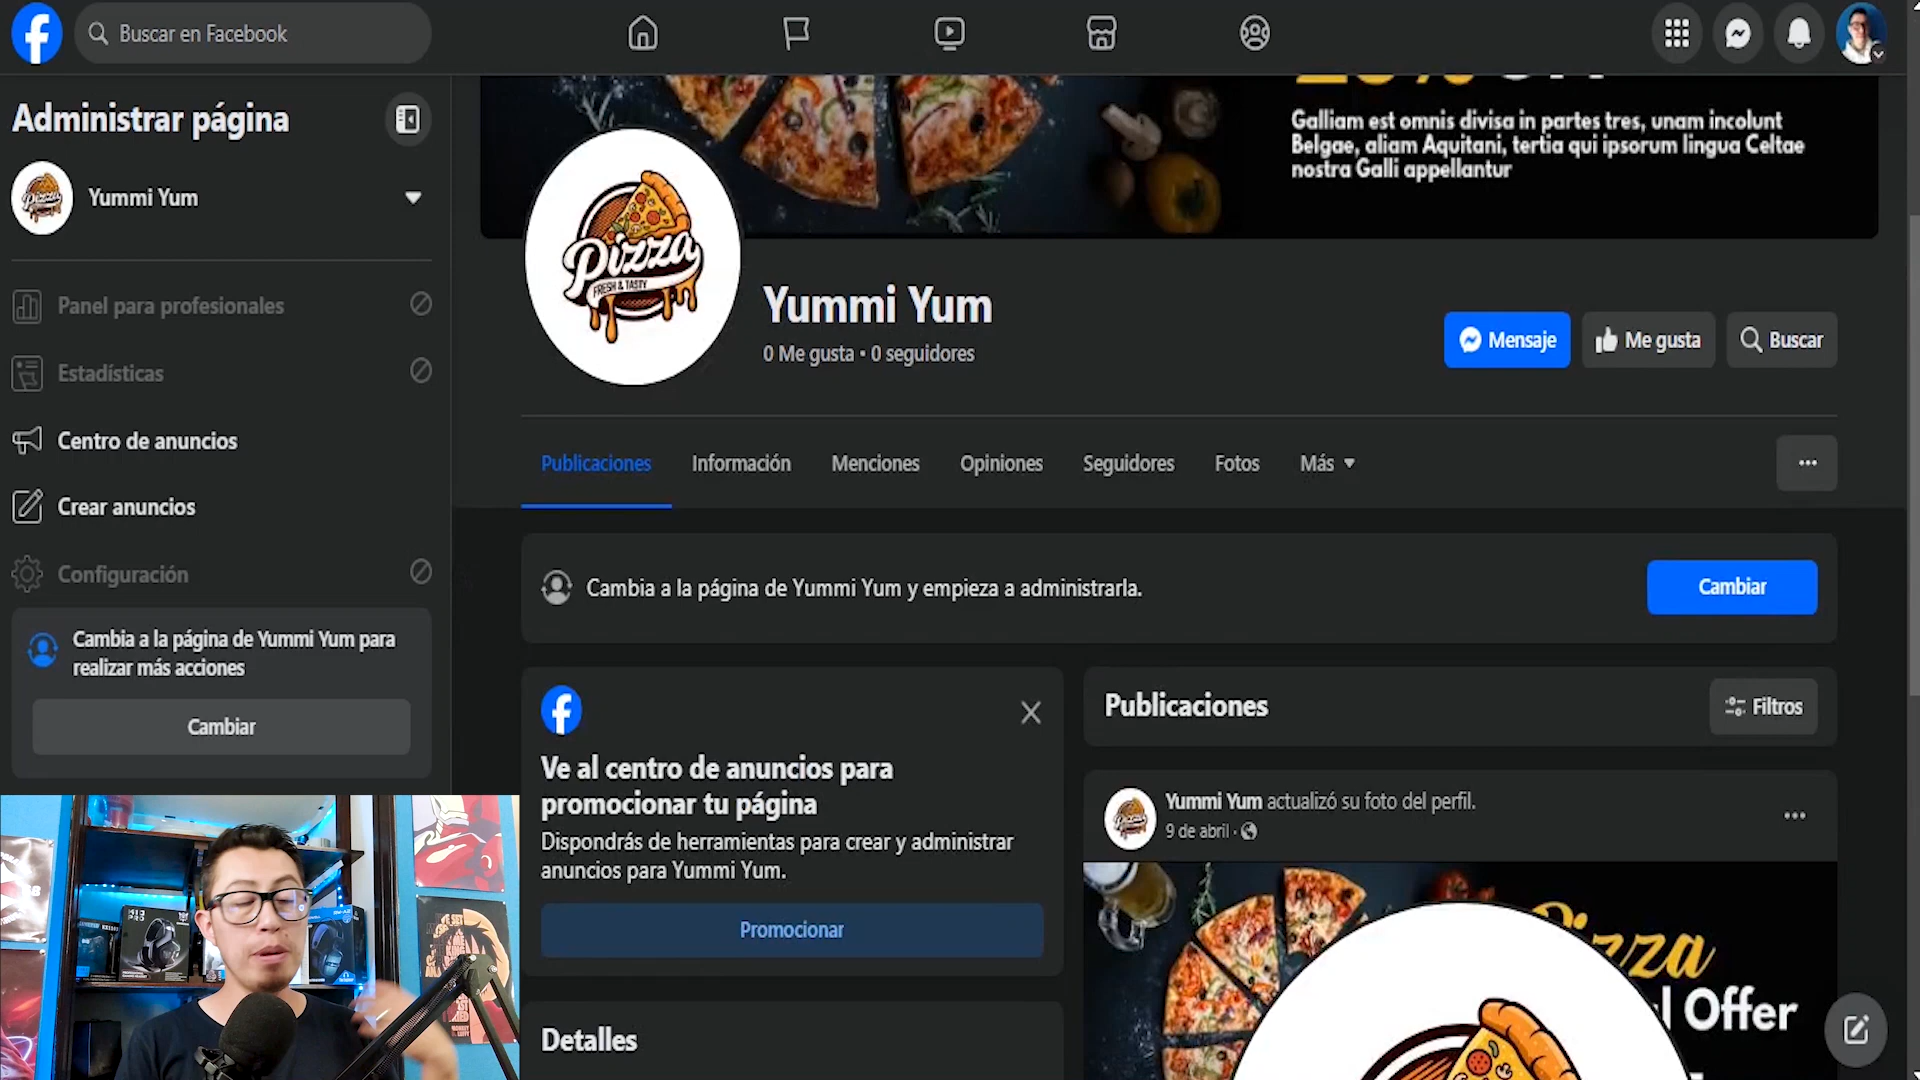 Buscar en Facebook
Administrar página
Yummi Yum
Panel para profesionales
Estadísticas
Centro de anuncios
Crear anuncios
Configuración
Cambia a la página de Yummi Yum para
realizar más acciones
Cambiar
Galliam est omnis divisa in partes tres, unam incolunt
Belgae, aliam Aquitani, tertia qui ipsorum lingua Celtae
nostra Galli appellantur
Pizza
FRESH & TASTY
Yummi Yum
0 Me gusta • 0 seguidores
Mensaje
Me gusta
Buscar
Publicaciones
Información
Menciones
Opiniones
Seguidores
Fotos
Más
Cambia a la página de Yummi Yum y empieza a administrarla.
Cambiar
Ve al centro de anuncios para
promocionar tu página
Dispondrás de herramientas para crear y administrar
anuncios para Yummi Yum.
Promocionar
Detalles
Publicaciones
Filtros
Yummi Yum actualizó su foto del perfil.
9 de abril
Offer